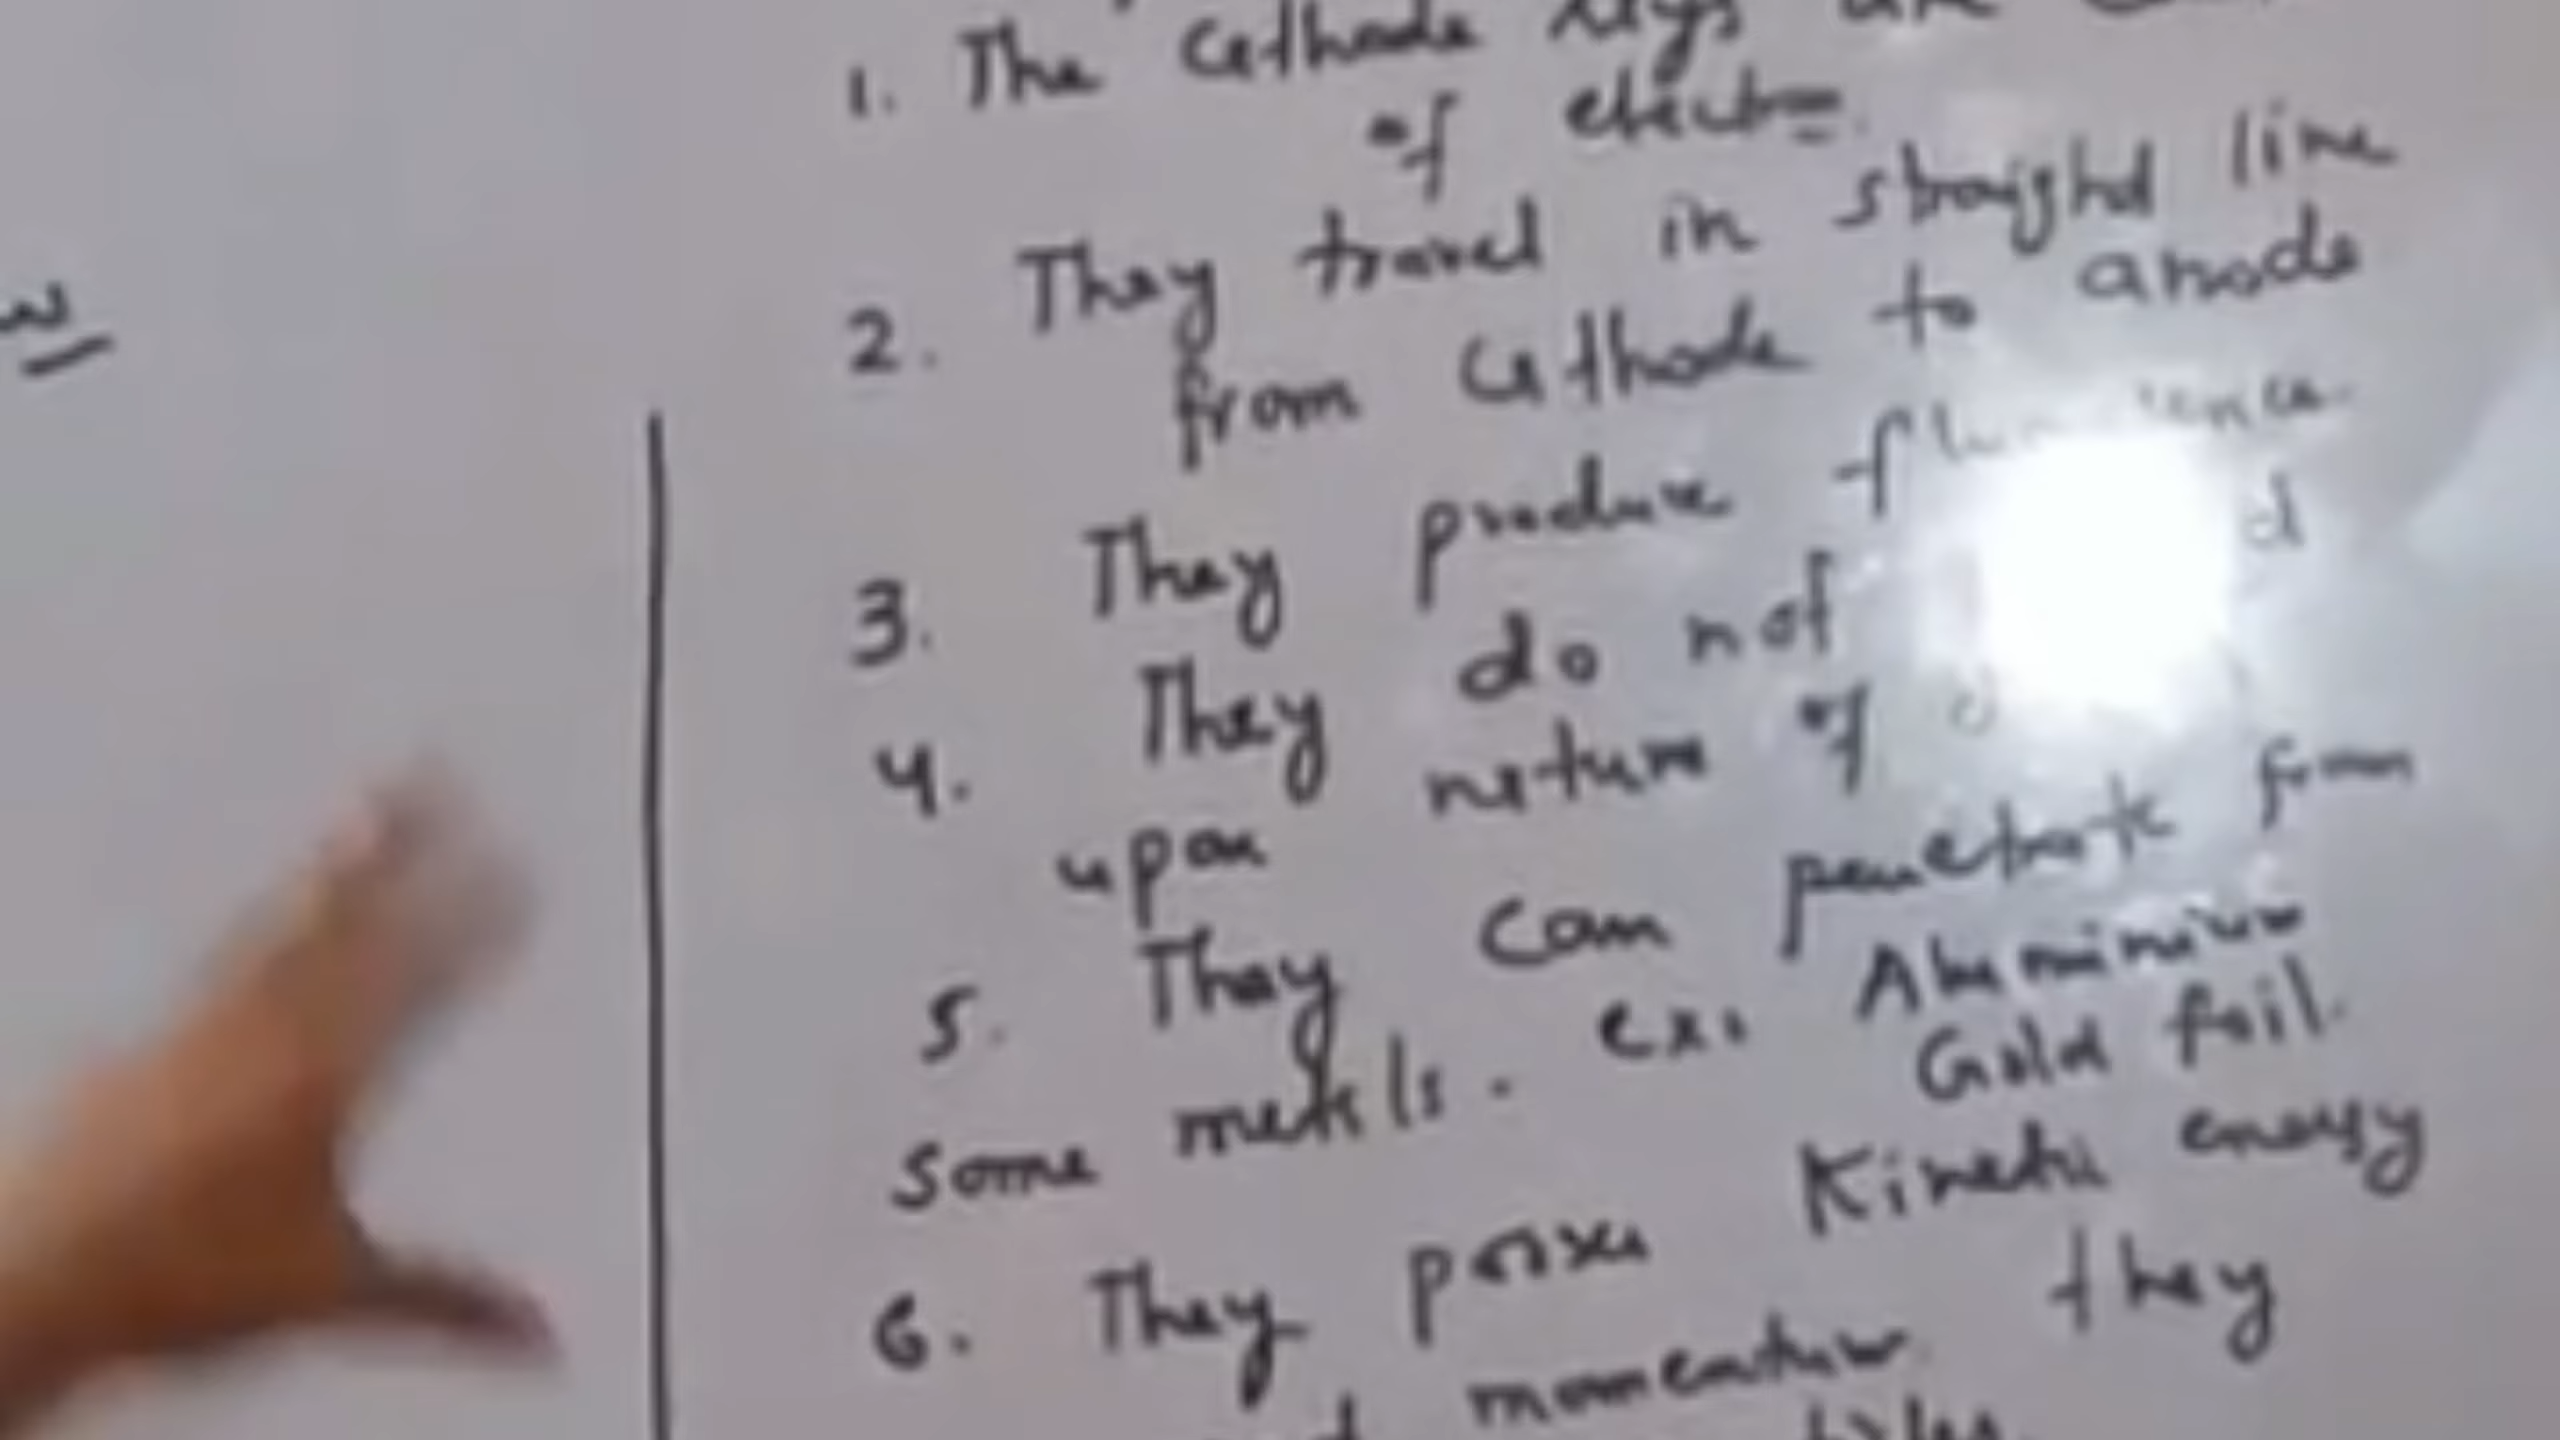 1. The Cathode rays are
of electron.
2. They travel in straight line
from Cathode to anode
3. They produce
4. They do not
upon nature of
5. They can penetrate from
some metals. ex. Aluminium
Gold foil.
6. They posses Kinetic energy
momentum they